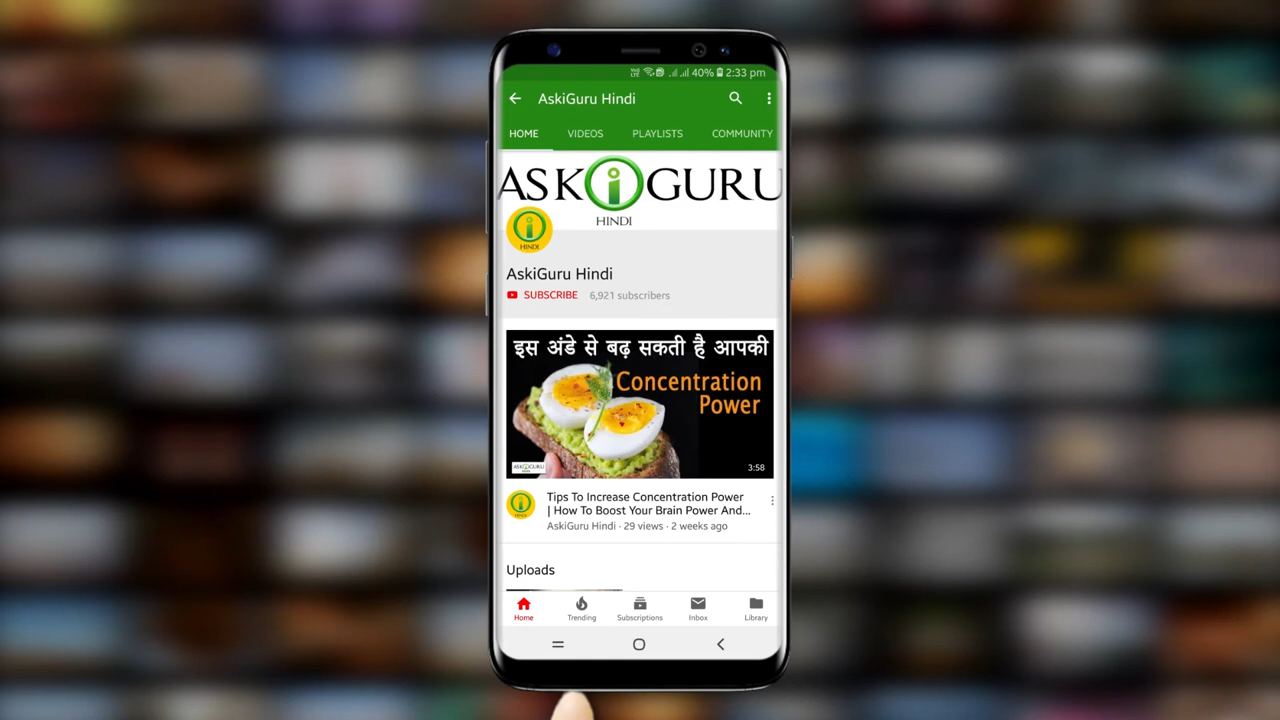 40% 2:33 pm
AskiGuru Hindi
HOME VIDEOS PLAYLISTS COMMUNITY
ASKiGURU
HINDI
HINDI
AskiGuru Hindi
SUBSCRIBE 6,921 subscribers
इस अंडे से बढ़ सकती है आपकी
Concentration
Power
ASKiGURU
3:58
Tips To Increase Concentration Power
| How To Boost Your Brain Power And...
HINDI
AskiGuru Hindi · 29 views · 2 weeks ago
Uploads
Home Trending Subscriptions Inbox Library